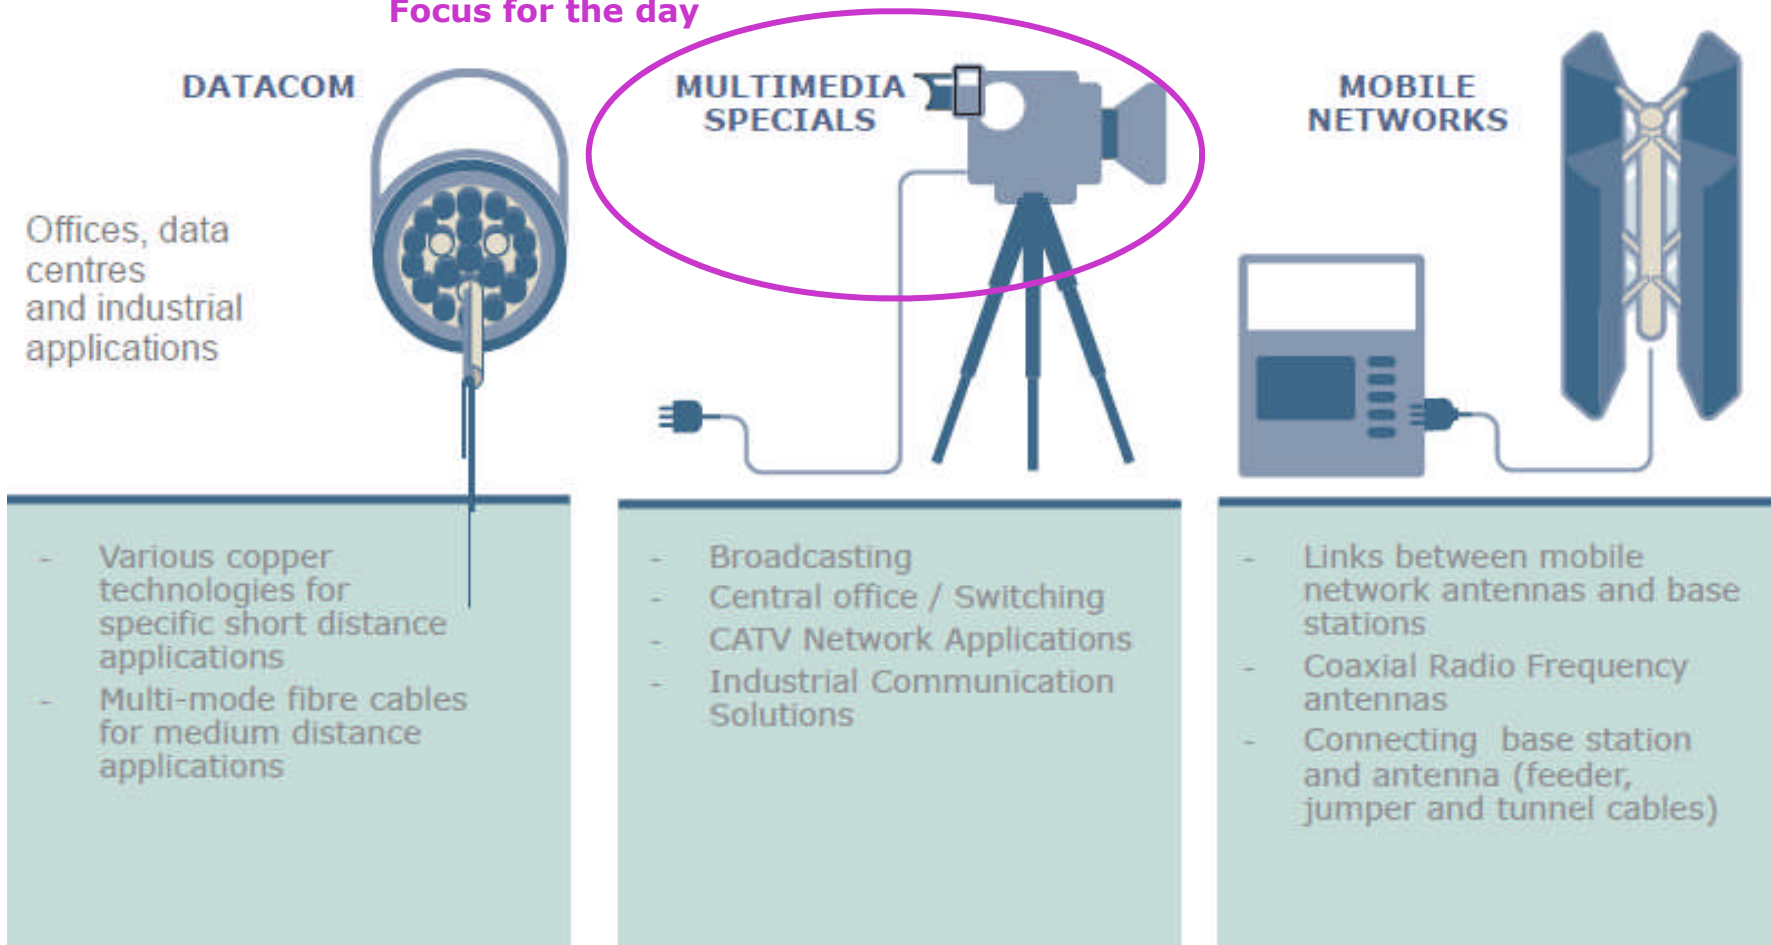 Focus for the day
DATACOM
Offices, data
centres
and industrial
applications
- Various copper
technologies for
specific short distance
applications
- Multi-mode fibre cables
for medium distance
applications
MULTIMEDIA
SPECIALS
- Broadcasting
- Central office / Switching
- CATV Network Applications
- Industrial Communication
Solutions
MOBILE
NETWORKS
- Links between mobile
network antennas and base
stations
- Coaxial Radio Frequency
antennas
- Connecting  base station
and antenna (feeder,
jumper and tunnel cables)